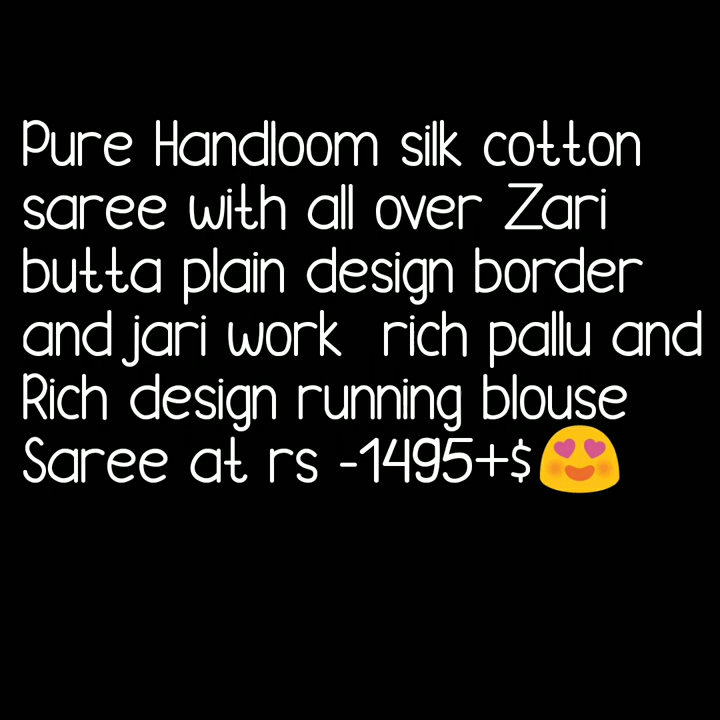 Pure Handloom silk cotton
saree with all over Zari
butta plain design border
and jari work  rich pallu and
Rich design running blouse
Saree at rs -1495+$😍